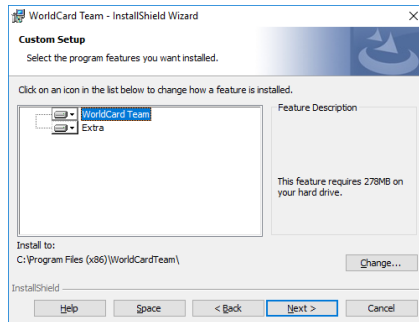 WorldCard Team - InstallShield Wizard
Custom Setup
Select the program features you want installed.
Click on an icon in the list below to change how a feature is installed.
WorldCard Team
Extra
Feature Description
This feature requires 278MB on
your hard drive.
Install to:
C:\Program Files (x86)\WorldCardTeam\
Change...
InstallShield
Help
Space
< Back
Next >
Cancel